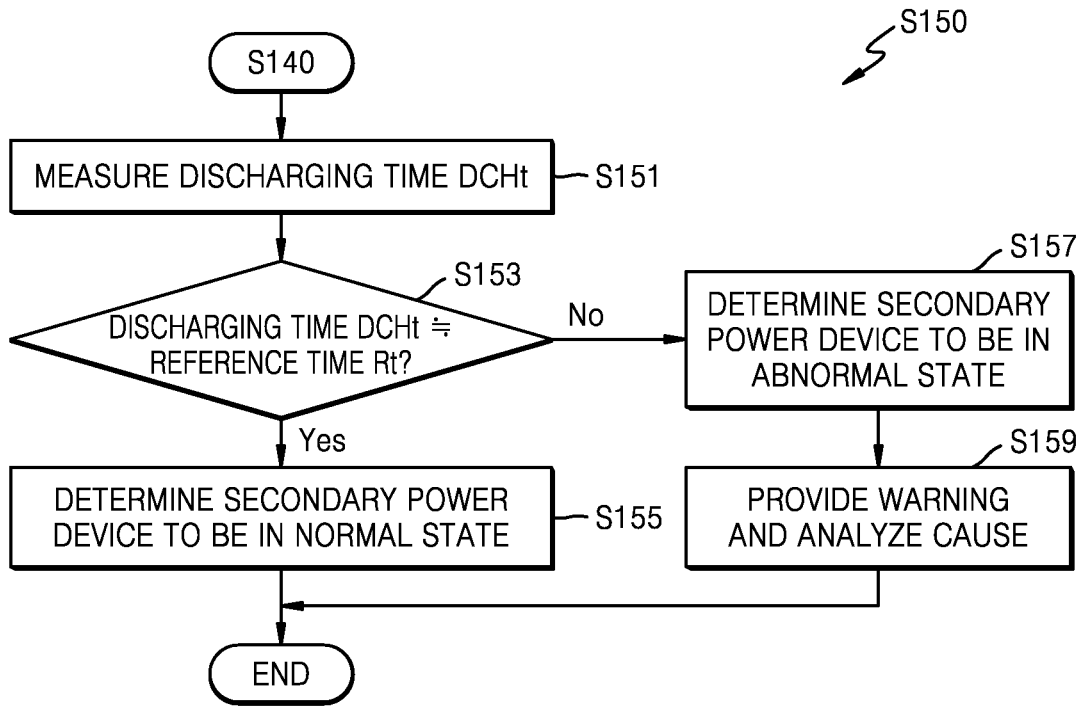 S150
S140
MEASURE DISCHARGING TIME DCHt
S151
S153
DISCHARGING TIME DCHt ≒
REFERENCE TIME Rt?
No
Yes
S157
DETERMINE SECONDARY
POWER DEVICE TO BE IN
ABNORMAL STATE
DETERMINE SECONDARY POWER
DEVICE TO BE IN NORMAL STATE
S155
S159
PROVIDE WARNING
AND ANALYZE CAUSE
END